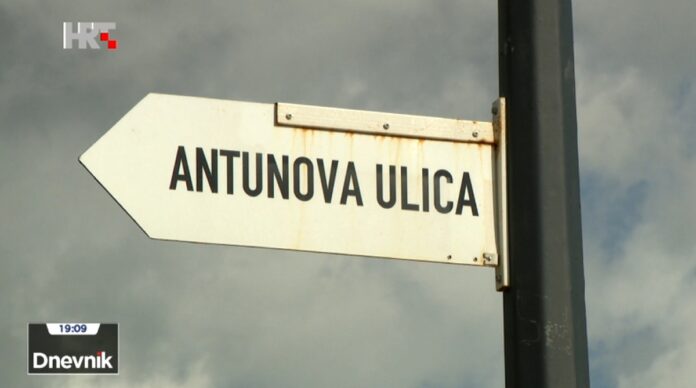 HRT
ANTUNOVA ULICA
19:09
Dnevnik